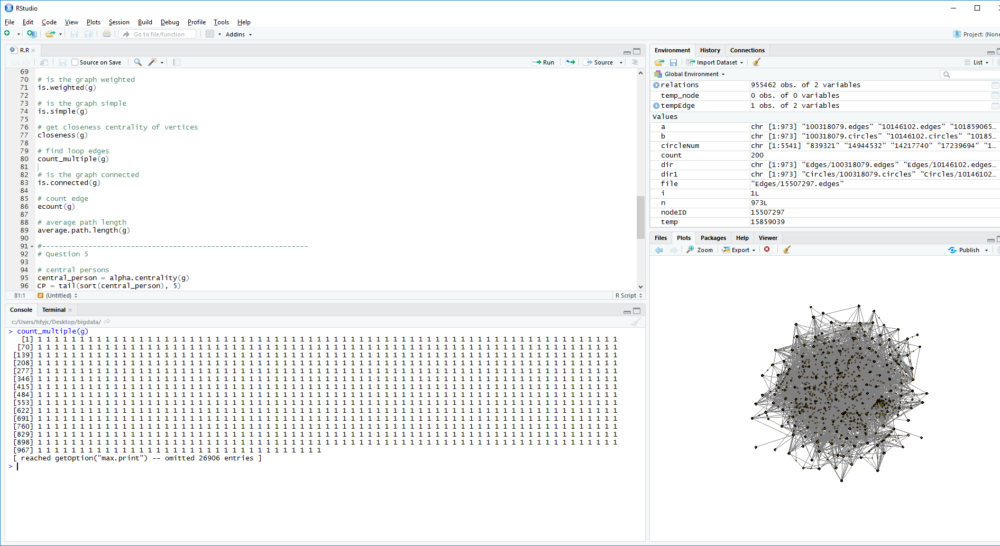 RStudio
File Edit Code View Plots Session Build Debug Profile Tools Help
Go to file/function Addins Project: (None
R.R
Source on Save Run Source
69
70 # is the graph weighted
71 is.weighted(g)
72
73 # is the graph simple
74 is.simple(g)
75
76 # get closeness centrality of vertices
77 closeness(g)
78
79 # find loop edges
80 count_multiple(g)
81
82 # is the graph connected
83 is.connected(g)
84
85 # count edge
86 ecount(g)
87
88 # average path length
89 average.path.length(g)
90
91 #---------------------------------------------------------------
92 # Question 5
93
94 # central persons
95 central_person = alpha.centrality(g)
96 CP = tail(sort(central_person), 5)
81:1 (Untitled) R Script
Console Terminal
c:/Users/hfyjc/Desktop/bigdata/
> count_multiple(g)
[1] 1 1 1 1 1 1 1 1 1 1 1 1 1 1 1 1 1 1 1 1 1 1 1 1 1 1 1 1 1 1 1 1 1 1 1 1 1 1 1 1 1 1 1 1 1 1 1 1 1 1 1 1 1 1 1 1 1 1 1 1 1 1 1 1 1 1 1 1 1
[70] 1 1 1 1 1 1 1 1 1 1 1 1 1 1 1 1 1 1 1 1 1 1 1 1 1 1 1 1 1 1 1 1 1 1 1 1 1 1 1 1 1 1 1 1 1 1 1 1 1 1 1 1 1 1 1 1 1 1 1 1 1 1 1 1 1 1 1 1 1
[139] 1 1 1 1 1 1 1 1 1 1 1 1 1 1 1 1 1 1 1 1 1 1 1 1 1 1 1 1 1 1 1 1 1 1 1 1 1 1 1 1 1 1 1 1 1 1 1 1 1 1 1 1 1 1 1 1 1 1 1 1 1 1 1 1 1 1 1 1 1
[208] 1 1 1 1 1 1 1 1 1 1 1 1 1 1 1 1 1 1 1 1 1 1 1 1 1 1 1 1 1 1 1 1 1 1 1 1 1 1 1 1 1 1 1 1 1 1 1 1 1 1 1 1 1 1 1 1 1 1 1 1 1 1 1 1 1 1 1 1 1
[277] 1 1 1 1 1 1 1 1 1 1 1 1 1 1 1 1 1 1 1 1 1 1 1 1 1 1 1 1 1 1 1 1 1 1 1 1 1 1 1 1 1 1 1 1 1 1 1 1 1 1 1 1 1 1 1 1 1 1 1 1 1 1 1 1 1 1 1 1 1
[346] 1 1 1 1 1 1 1 1 1 1 1 1 1 1 1 1 1 1 1 1 1 1 1 1 1 1 1 1 1 1 1 1 1 1 1 1 1 1 1 1 1 1 1 1 1 1 1 1 1 1 1 1 1 1 1 1 1 1 1 1 1 1 1 1 1 1 1 1 1
[415] 1 1 1 1 1 1 1 1 1 1 1 1 1 1 1 1 1 1 1 1 1 1 1 1 1 1 1 1 1 1 1 1 1 1 1 1 1 1 1 1 1 1 1 1 1 1 1 1 1 1 1 1 1 1 1 1 1 1 1 1 1 1 1 1 1 1 1 1 1
[484] 1 1 1 1 1 1 1 1 1 1 1 1 1 1 1 1 1 1 1 1 1 1 1 1 1 1 1 1 1 1 1 1 1 1 1 1 1 1 1 1 1 1 1 1 1 1 1 1 1 1 1 1 1 1 1 1 1 1 1 1 1 1 1 1 1 1 1 1 1
[553] 1 1 1 1 1 1 1 1 1 1 1 1 1 1 1 1 1 1 1 1 1 1 1 1 1 1 1 1 1 1 1 1 1 1 1 1 1 1 1 1 1 1 1 1 1 1 1 1 1 1 1 1 1 1 1 1 1 1 1 1 1 1 1 1 1 1 1 1 1
[622] 1 1 1 1 1 1 1 1 1 1 1 1 1 1 1 1 1 1 1 1 1 1 1 1 1 1 1 1 1 1 1 1 1 1 1 1 1 1 1 1 1 1 1 1 1 1 1 1 1 1 1 1 1 1 1 1 1 1 1 1 1 1 1 1 1 1 1 1 1
[691] 1 1 1 1 1 1 1 1 1 1 1 1 1 1 1 1 1 1 1 1 1 1 1 1 1 1 1 1 1 1 1 1 1 1 1 1 1 1 1 1 1 1 1 1 1 1 1 1 1 1 1 1 1 1 1 1 1 1 1 1 1 1 1 1 1 1 1 1 1
[760] 1 1 1 1 1 1 1 1 1 1 1 1 1 1 1 1 1 1 1 1 1 1 1 1 1 1 1 1 1 1 1 1 1 1 1 1 1 1 1 1 1 1 1 1 1 1 1 1 1 1 1 1 1 1 1 1 1 1 1 1 1 1 1 1 1 1 1 1 1
[829] 1 1 1 1 1 1 1 1 1 1 1 1 1 1 1 1 1 1 1 1 1 1 1 1 1 1 1 1 1 1 1 1 1 1 1 1 1 1 1 1 1 1 1 1 1 1 1 1 1 1 1 1 1 1 1 1 1 1 1 1 1 1 1 1 1 1 1 1 1
[898] 1 1 1 1 1 1 1 1 1 1 1 1 1 1 1 1 1 1 1 1 1 1 1 1 1 1 1 1 1 1 1 1 1 1 1 1 1 1 1 1 1 1 1 1 1 1 1 1 1 1 1 1 1 1 1 1 1 1 1 1 1 1 1 1 1 1 1 1 1
[967] 1 1 1 1 1 1 1 1 1 1 1 1 1 1 1 1 1 1 1 1 1 1 1 1 1 1 1 1 1 1 1 1 1 1
[ reached getOption("max.print") -- omitted 26906 entries ]
>
Environment History Connections
Import Dataset List
Global Environment
relations 955462 obs. of 2 variables
temp_node 0 obs. of 0 variables
tempEdge 1 obs. of 2 variables
Values
a chr [1:973] "100318079.edges" "10146102.edges" "101859065…
b chr [1:973] "100318079.circles" "10146102.circles" "10185…
circleNum chr [1:5541] "839321" "14944532" "14217740" "17239694" "1…
count 200
dir chr [1:973] "Edges/100318079.edges" "Edges/10146102.edges…
dir1 chr [1:973] "Circles/100318079.circles" "Circles/10146102…
file "Edges/15507297.edges"
i 1L
n 973L
nodeID 15507297
temp 15859039
Files Plots Packages Help Viewer
Zoom Export Publish